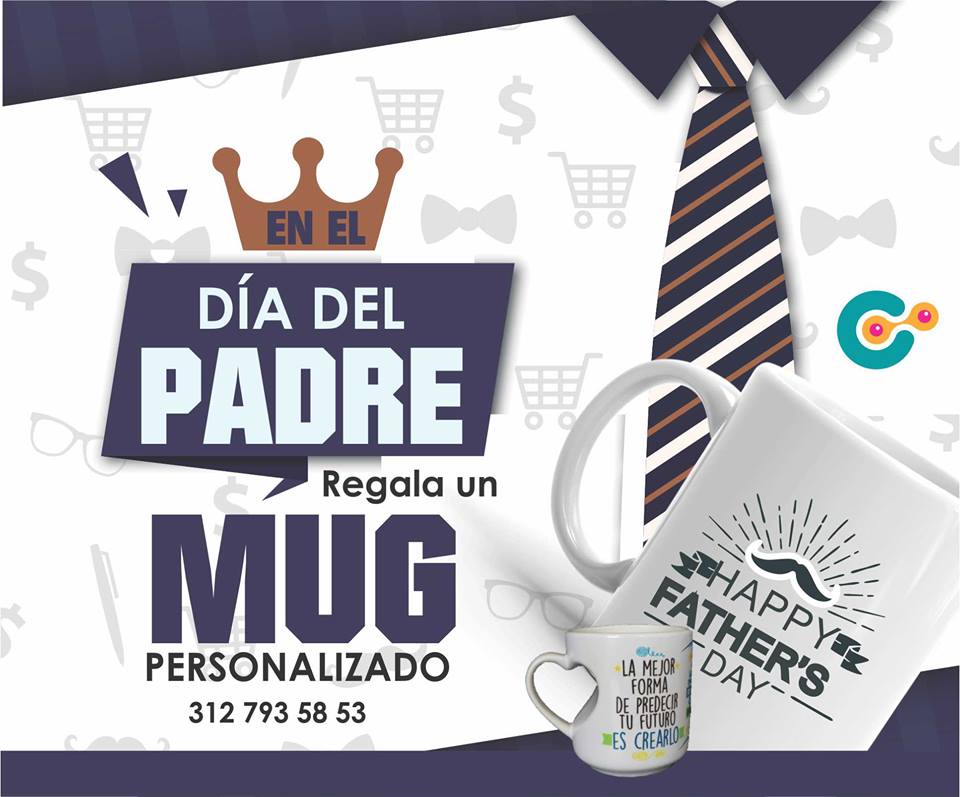 EN EL
DÍA DEL
PADRE
Regala un
MUG
PERSONALIZADO
312 793 58 53
HAPPY
FATHER'S
DAY
LA MEJOR
FORMA
DE PREDECIR
TU FUTURO
ES CREARLO